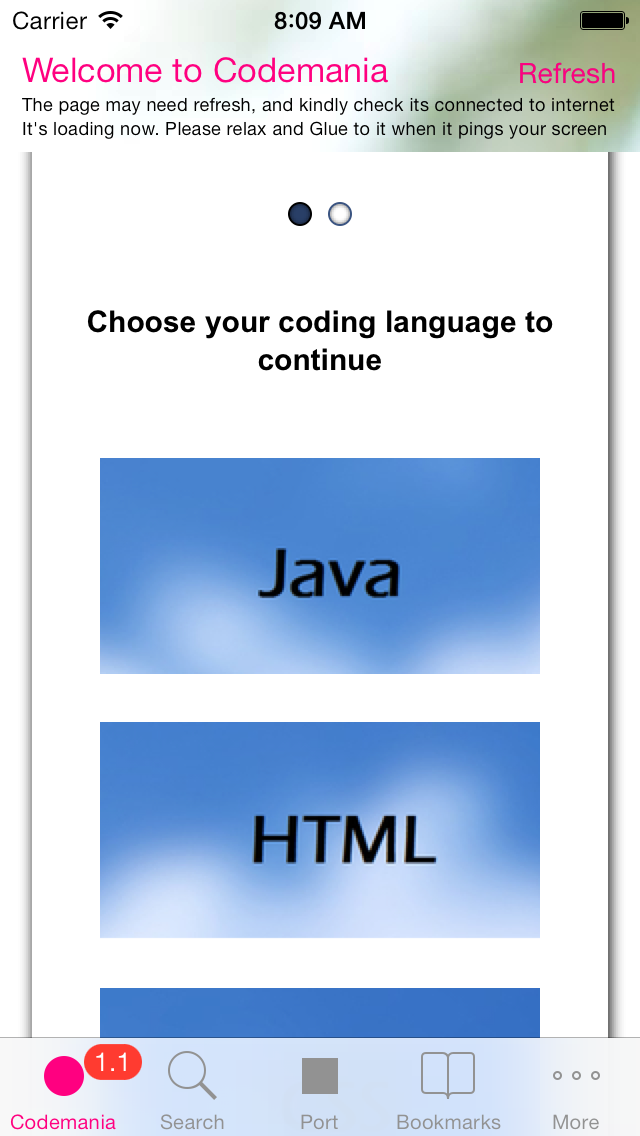 Carrier 8:09 AM
Welcome to Codemania Refresh
The page may need refresh, and kindly check its connected to internet
It's loading now. Please relax and Glue to it when it pings your screen
Choose your coding language to
continue
Java
HTML
1.1
Codemania Search Port Bookmarks More